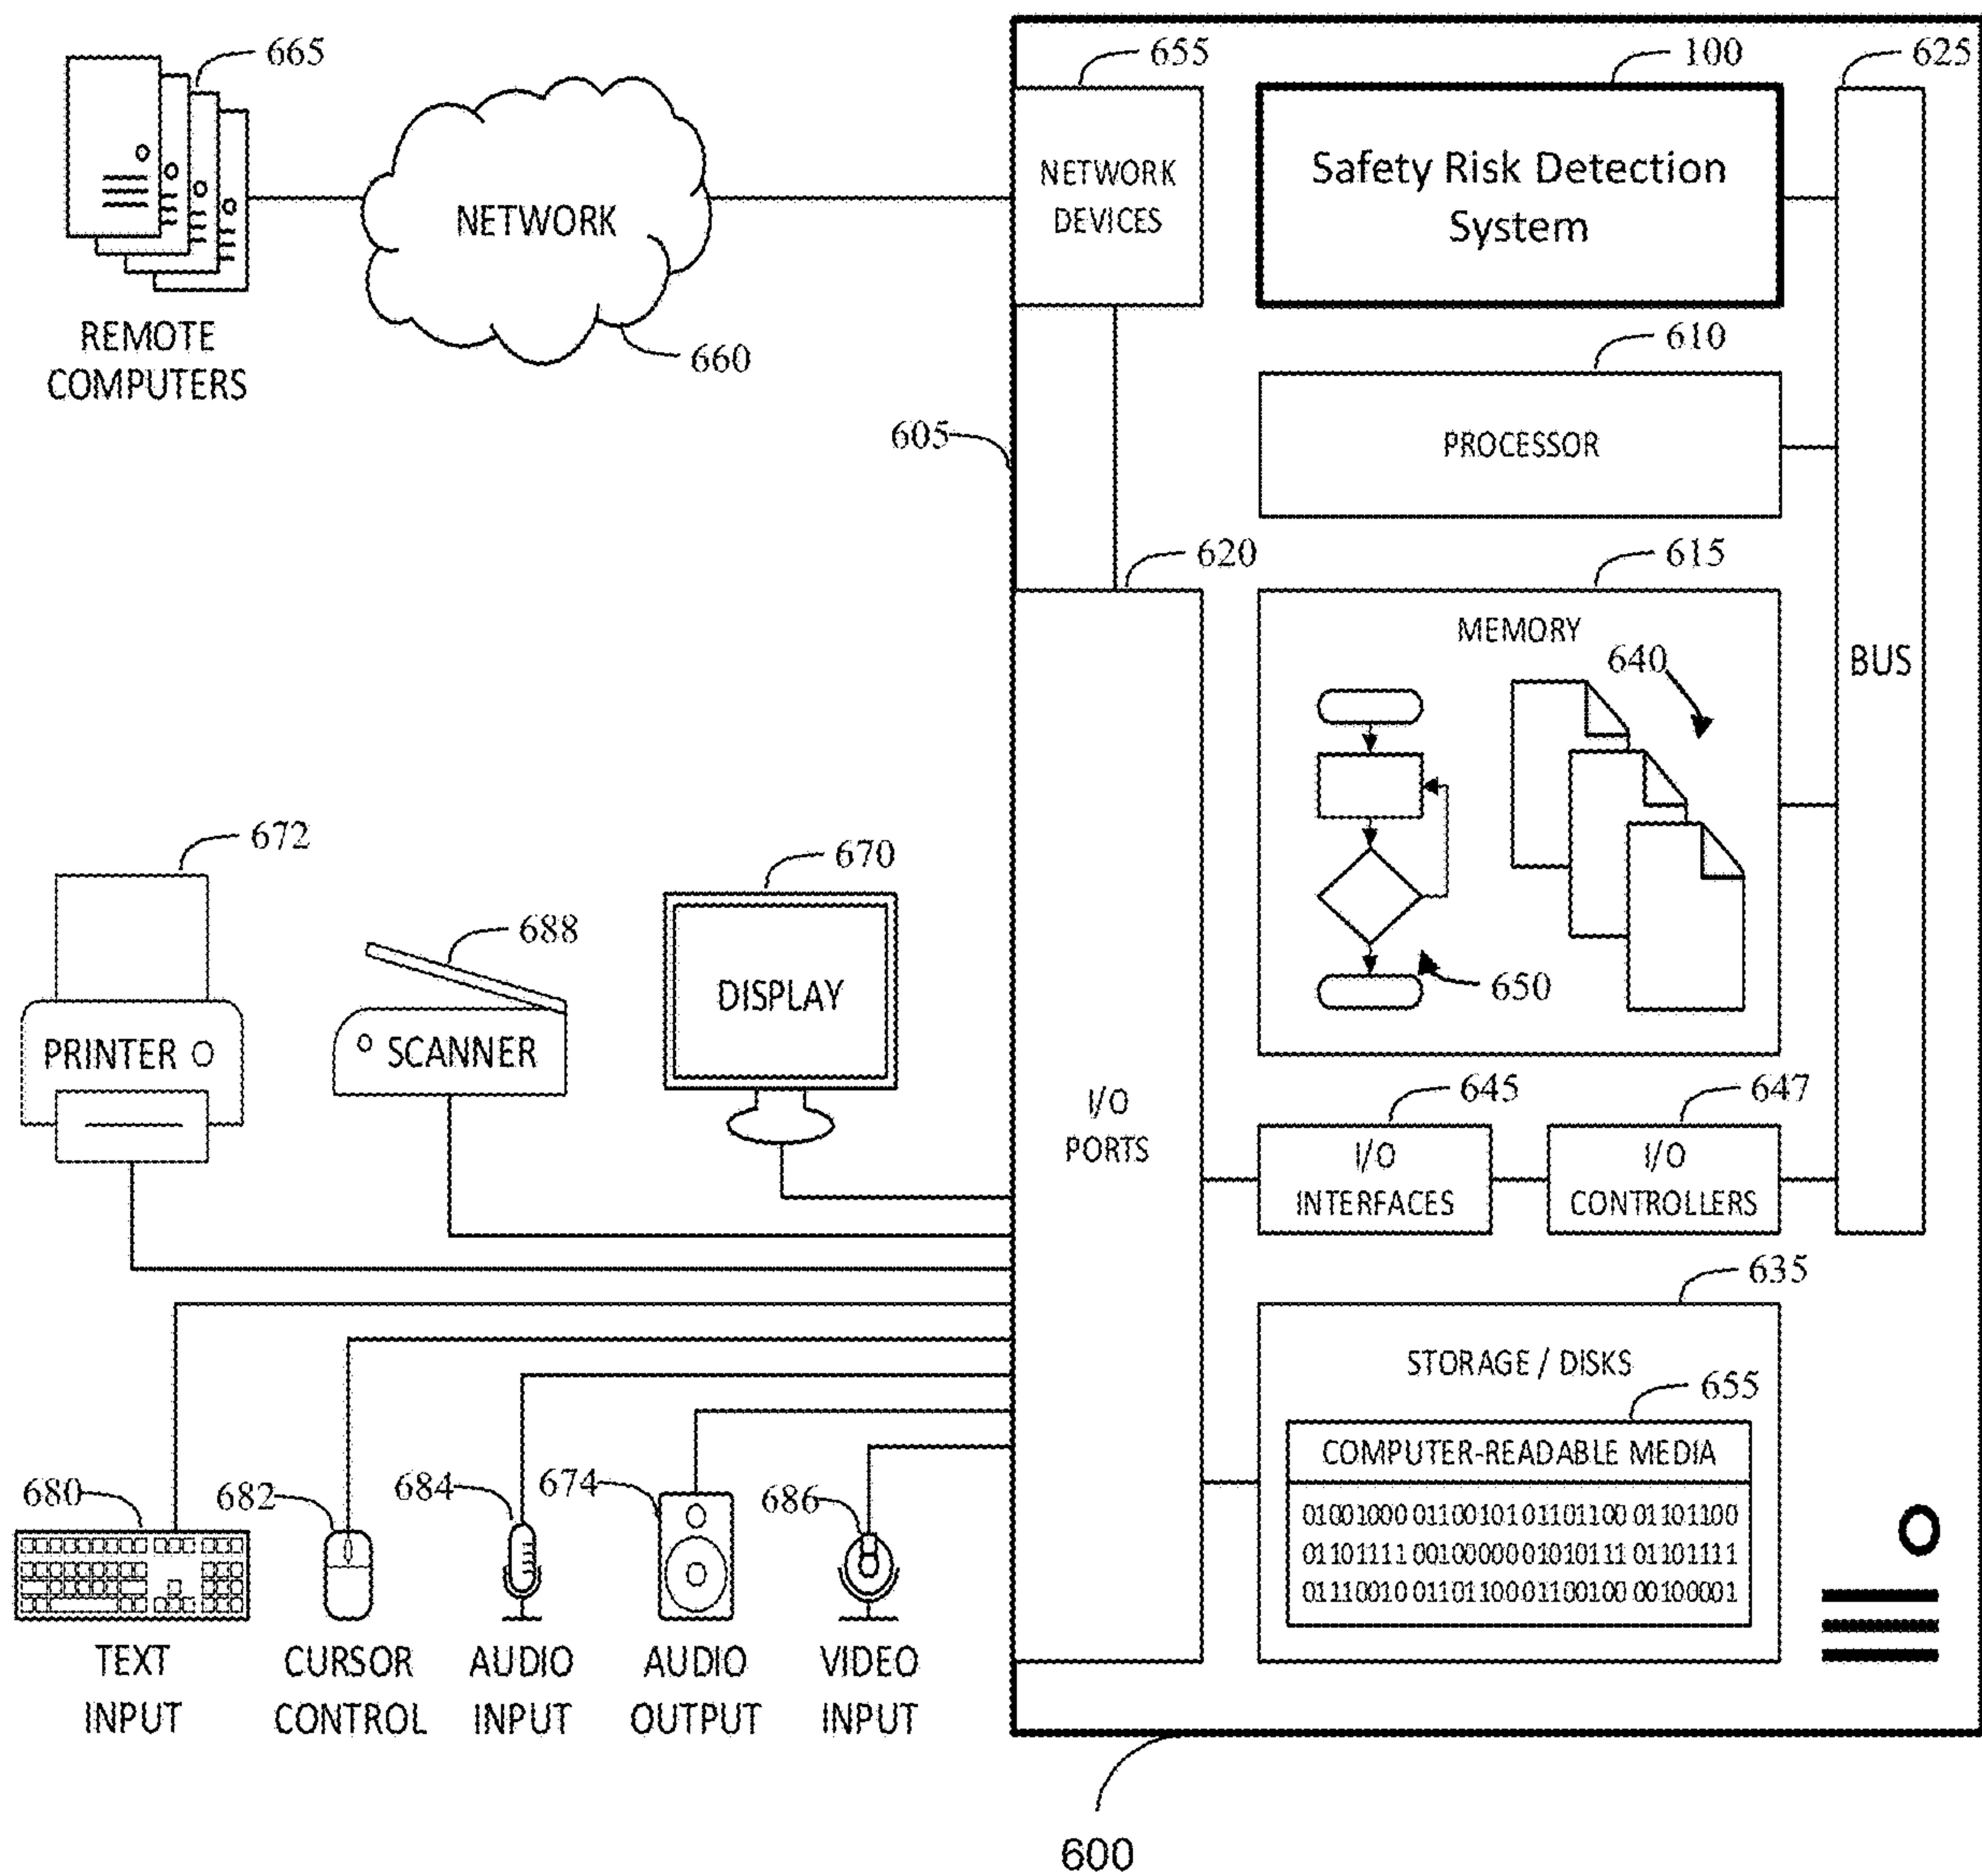 665
REMOTE
COMPUTERS
NETWORK
660
655
NETWORK
DEVICES
100
Safety Risk Detection
System
625
BUS
605
610
PROCESSOR
620
I/O
PORTS
615
MEMORY
640
650
645
I/O
INTERFACES
647
I/O
CONTROLLERS
635
STORAGE / DISKS
655
COMPUTER-READABLE MEDIA
01001000 01100101 01101100 01101100
01101111 00100000 01010111 01101111
01110010 01101100 01100100 00100001
672
PRINTER
688
SCANNER
670
DISPLAY
680
TEXT
INPUT
682
CURSOR
CONTROL
684
AUDIO
INPUT
674
AUDIO
OUTPUT
686
VIDEO
INPUT
600